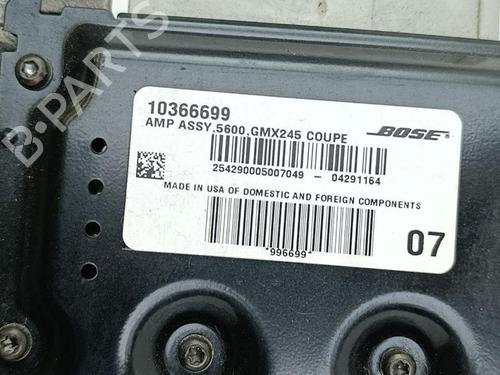 B-PARTS
10366699
AMP ASSY,5600,GMX245 COUPE
BOSE
254290005007049 - 04291164
MADE IN USA OF DOMESTIC AND FOREIGN COMPONENTS
*996699*
07